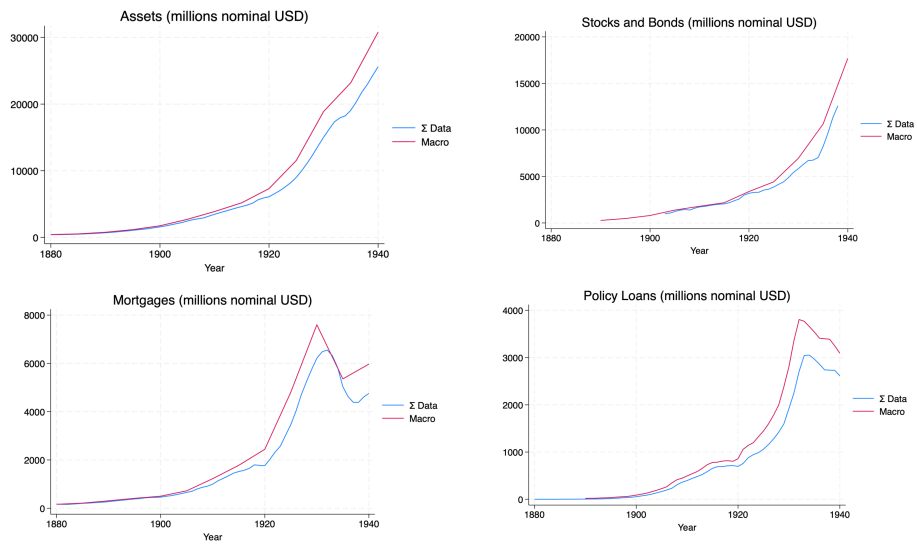 Assets (millions nominal USD)
30000
20000
10000
0
1880
1900
1920
1940
Year
Σ Data
Macro
Stocks and Bonds (millions nominal USD)
20000
15000
10000
5000
0
1880
1900
1920
1940
Year
Σ Data
Macro
Mortgages (millions nominal USD)
8000
6000
4000
2000
0
1880
1900
1920
1940
Year
Σ Data
Macro
Policy Loans (millions nominal USD)
4000
3000
2000
1000
0
1880
1900
1920
1940
Year
Σ Data
Macro